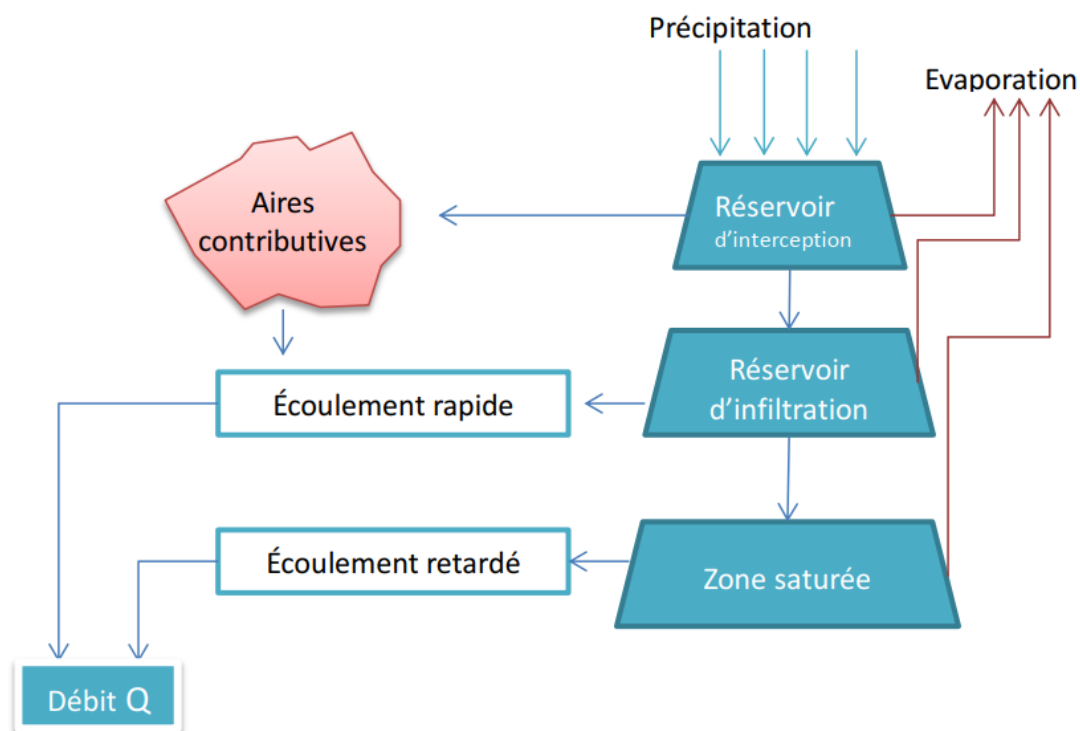 Précipitation
Evaporation
Réservoir
d'interception
Aires
contributives
Réservoir
d'infiltration
Écoulement rapide
Écoulement retardé
Zone saturée
Débit Q